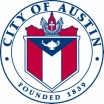 CITY OF AUSTIN
FOUNDED 1839